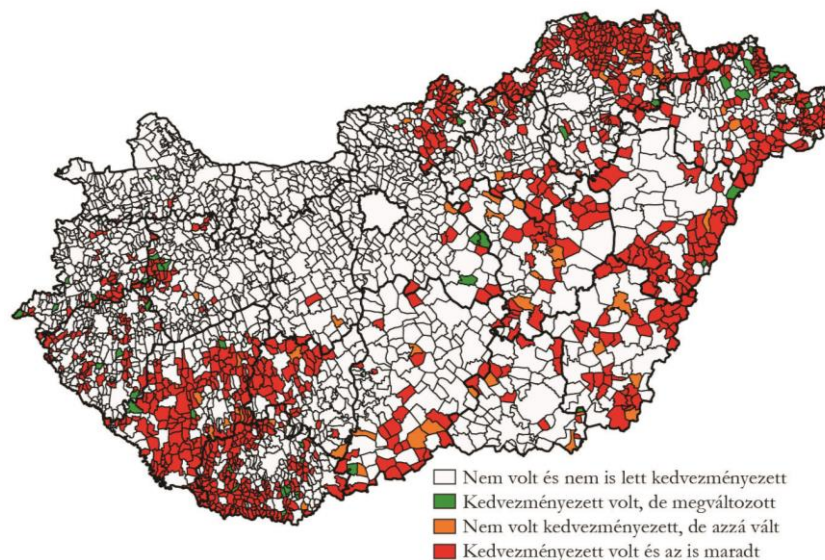 Nem volt és nem is lett kedvezményezett
Kedvezményezett volt, de megváltozott
Nem volt kedvezményezett, de azzá vált
Kedvezményezett volt és az is maradt